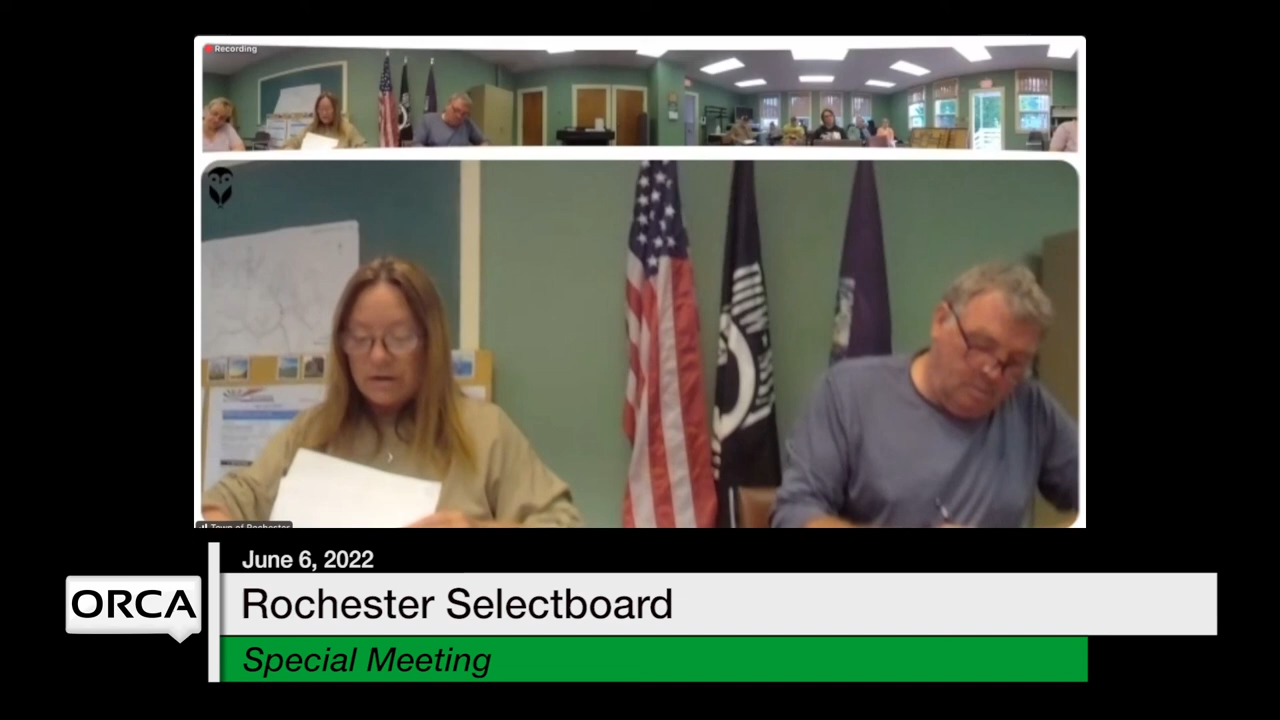 Recording
Town of Rochester
June 6, 2022
ORCA
Rochester Selectboard
Special Meeting